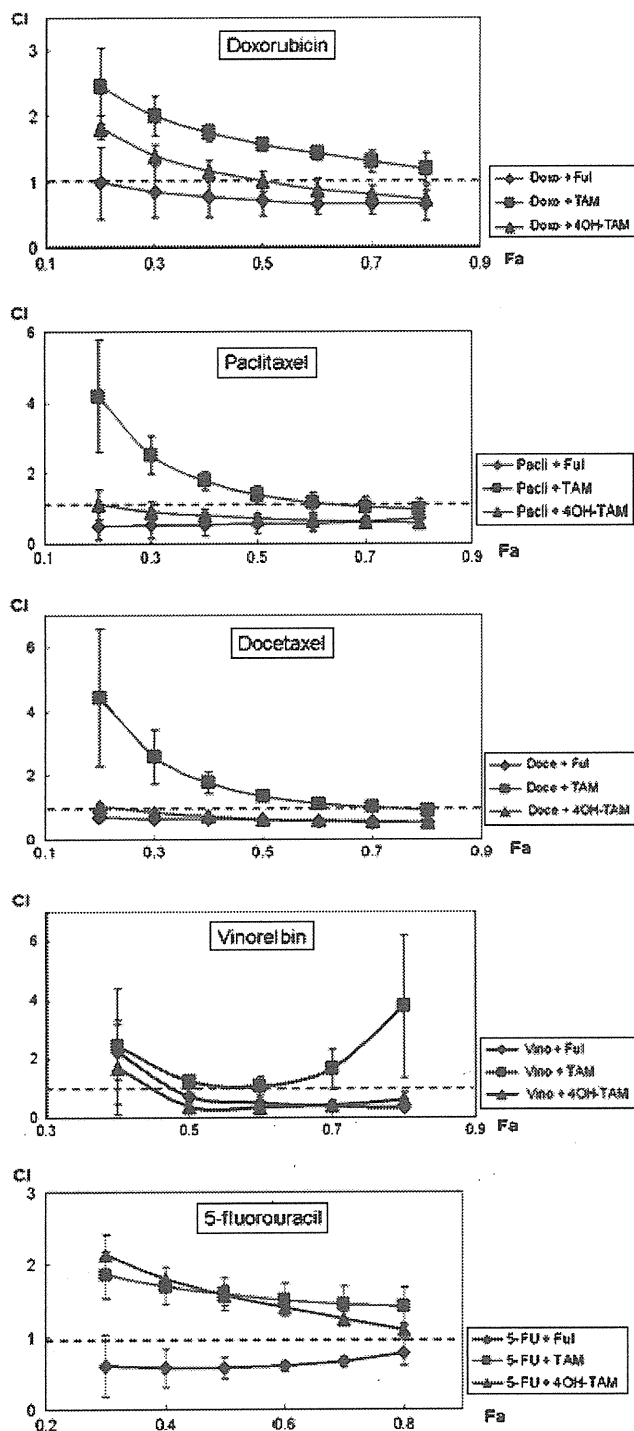 CI
Doxorubicin
3
2
1
0
0.1
0.3
0.5
0.7
0.9
Fa
Doxo + Ful
Doxo + TAM
Doxo + 4OH-TAM
CI
Paclitaxel
6
4
2
0
0.1
0.3
0.5
0.7
0.9
Fa
Pacli + Ful
Pacli + TAM
Pacli + 4OH-TAM
CI
Docetaxel
6
4
2
0
0.1
0.3
0.5
0.7
0.9
Fa
Doce + Ful
Doce + TAM
Doce + 4OH-TAM
CI
Vinorelbin
6
4
2
0
0.3
0.5
0.7
0.9
Fa
Vino + Ful
Vino + TAM
Vino + 4OH-TAM
CI
5-fluorouracil
3
2
1
0
0.2
0.4
0.6
0.8
Fa
5-FU + Ful
5-FU + TAM
5-FU + 4OH-TAM